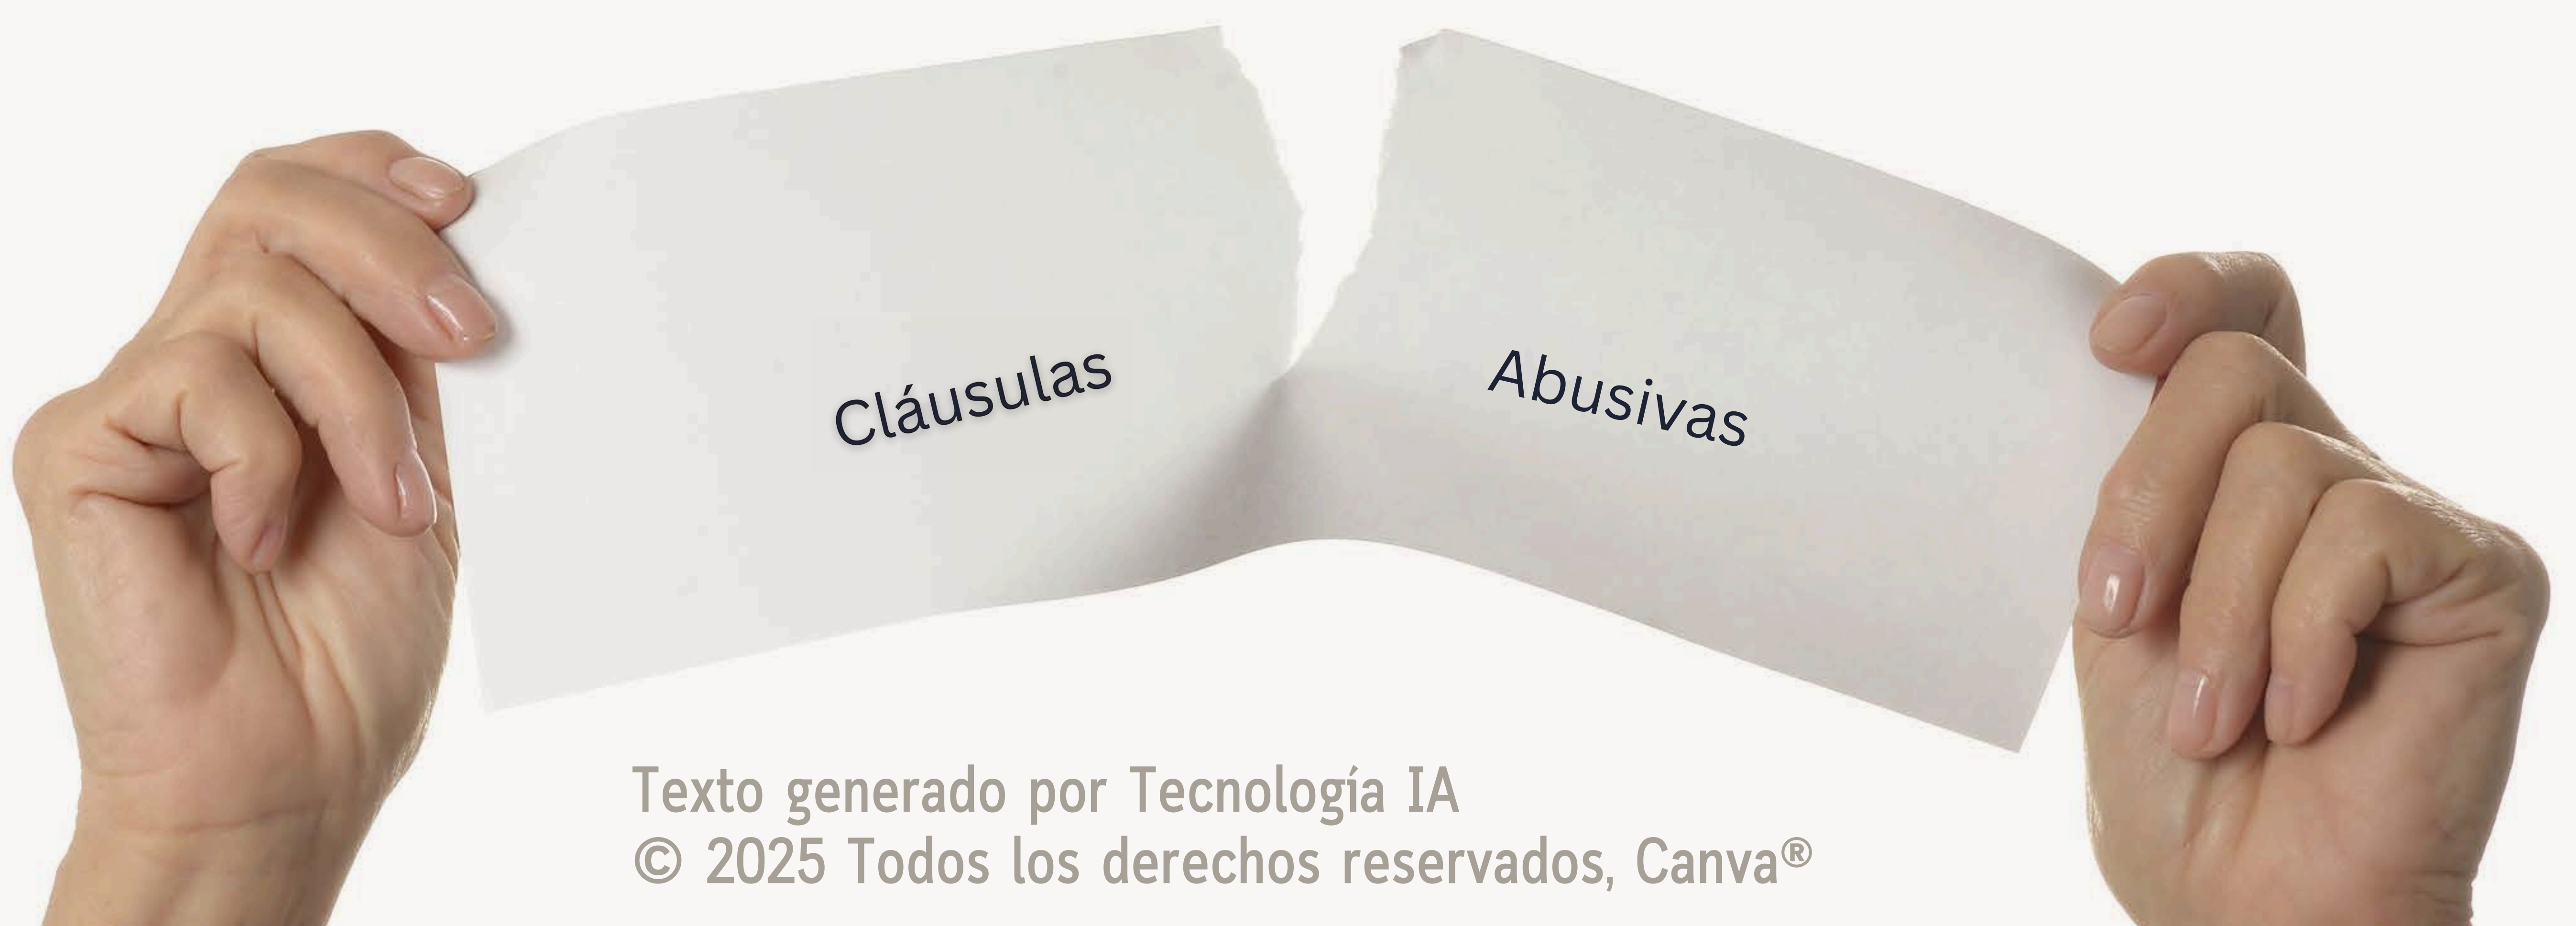 Cláusulas Abusivas
Texto generado por Tecnología IA
© 2025 Todos los derechos reservados, Canva®